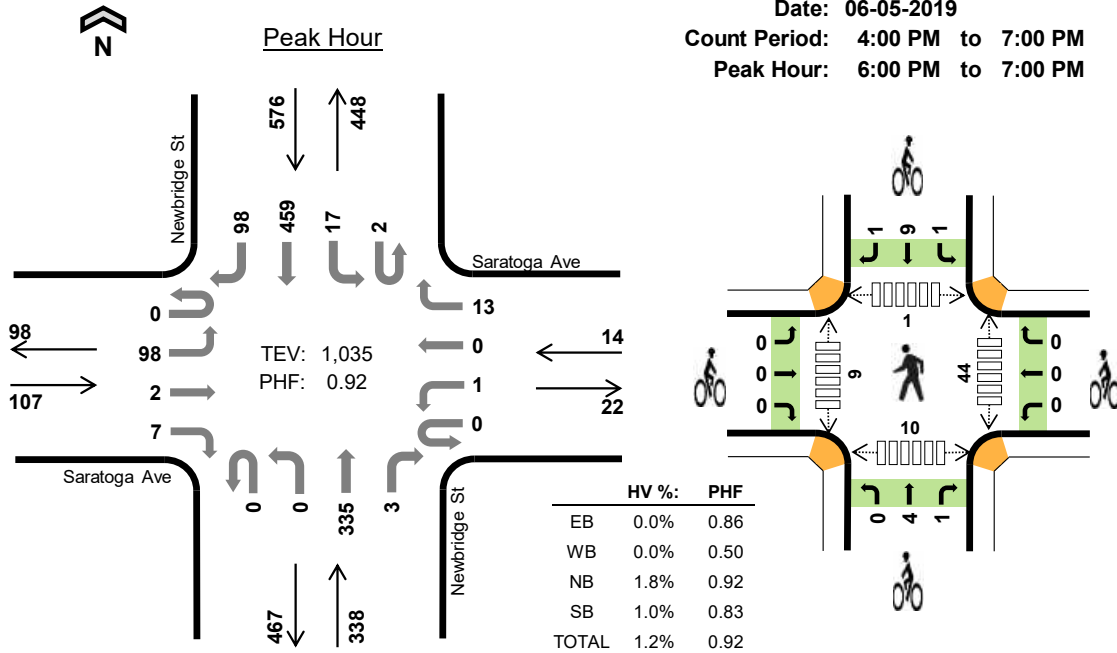 N
Peak Hour
Date: 06-05-2019
Count Period: 4:00 PM to 7:00 PM
Peak Hour: 6:00 PM to 7:00 PM
576
448
Newbridge St
98
459
17
2
Saratoga Ave
0
98
2
7
98
107
TEV: 1,035
PHF: 0.92
13
0
1
0
14
22
Saratoga Ave
0
0
335
3
Newbridge St
467
338
HV %: PHF
EB 0.0% 0.86
WB 0.0% 0.50
NB 1.8% 0.92
SB 1.0% 0.83
TOTAL 1.2% 0.92
1
9
1
1
0
0
0
9
44
0
0
0
10
0
4
1